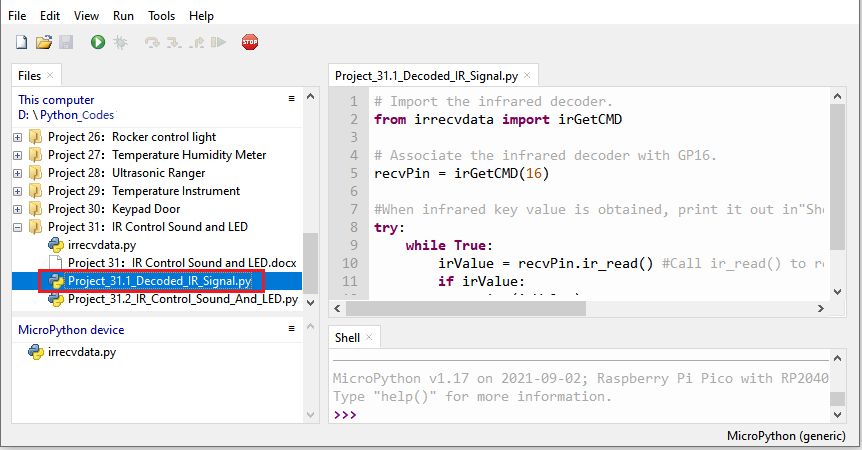 File Edit View Run Tools Help
STOP
Files
This computer
D: \ Python_Codes
Project 26：Rocker control light
Project 27：Temperature Humidity Meter
Project 28：Ultrasonic Ranger
Project 29：Temperature Instrument
Project 30：Keypad Door
Project 31：IR Control Sound and LED
irrecvdata.py
Project 31：IR Control Sound and LED.docx
Project_31.1_Decoded_IR_Signal.py
Project_31.2_IR_Control_Sound_And_LED.py
MicroPython device
irrecvdata.py
Project_31.1_Decoded_IR_Signal.py
1 # Import the infrared decoder.
2 from irrecvdata import irGetCMD
3
4 # Associate the infrared decoder with GP16.
5 recvPin = irGetCMD(16)
6
7 #When infrared key value is obtained, print it out in"She
8 try:
9 while True:
10 irValue = recvPin.ir_read() #Call ir_read() to re
11 if irValue:
Shell
MicroPython v1.17 on 2021-09-02; Raspberry Pi Pico with RP2040
Type "help()" for more information.
>>>
MicroPython (generic)